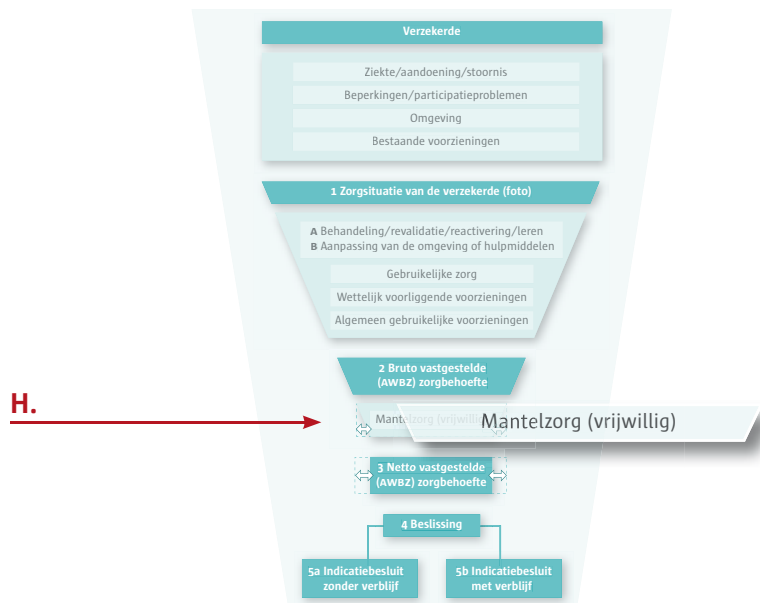 Verzekerde
Ziekte/aandoening/stoornis
Beperkingen/participatieproblemen
Omgeving
Bestaande voorzieningen
1 Zorgsituatie van de verzekerde (foto)
A Behandeling/revalidatie/reactivering/leren
B Aanpassing van de omgeving of hulpmiddelen
Gebruikelijke zorg
Wettelijk voorliggende voorzieningen
Algemeen gebruikelijke voorzieningen
2 Bruto vastgestelde
(AWBZ) zorgbehoefte
H.
Mantelzorg (vrijwillig)
Mantelzorg (vrijwillig)
3 Netto vastgestelde
(AWBZ) zorgbehoefte
4 Beslissing
5a Indicatiebesluit
zonder verblijf
5b Indicatiebesluit
met verblijf